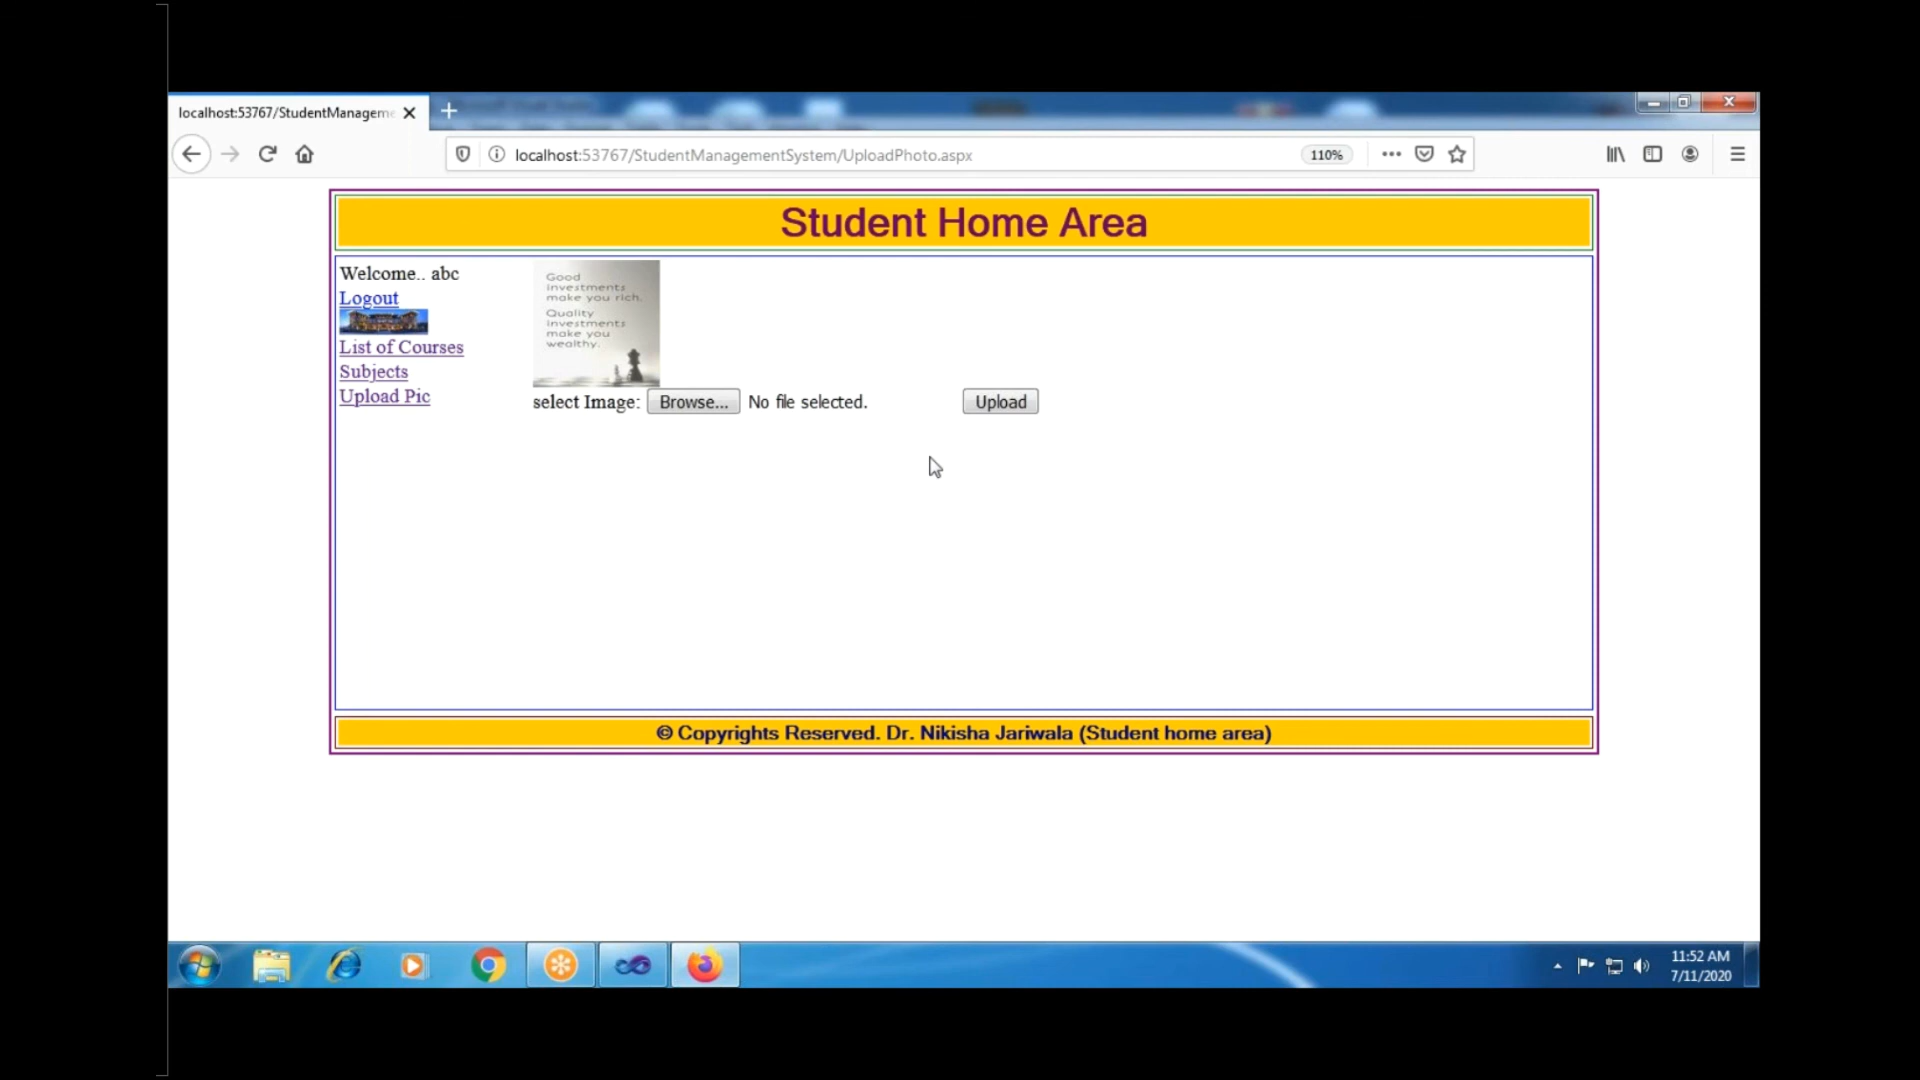 localhost:53767/StudentManageme
localhost:53767/StudentManagementSystem/UploadPhoto.aspx
110%
Student Home Area
Welcome.. abc
Logout
List of Courses
Subjects
Upload Pic
Good
investments
make you rich.
Quality
investments
make you
wealthy.
select Image: Browse... No file selected. Upload
© Copyrights Reserved. Dr. Nikisha Jariwala (Student home area)
11:52 AM
7/11/2020